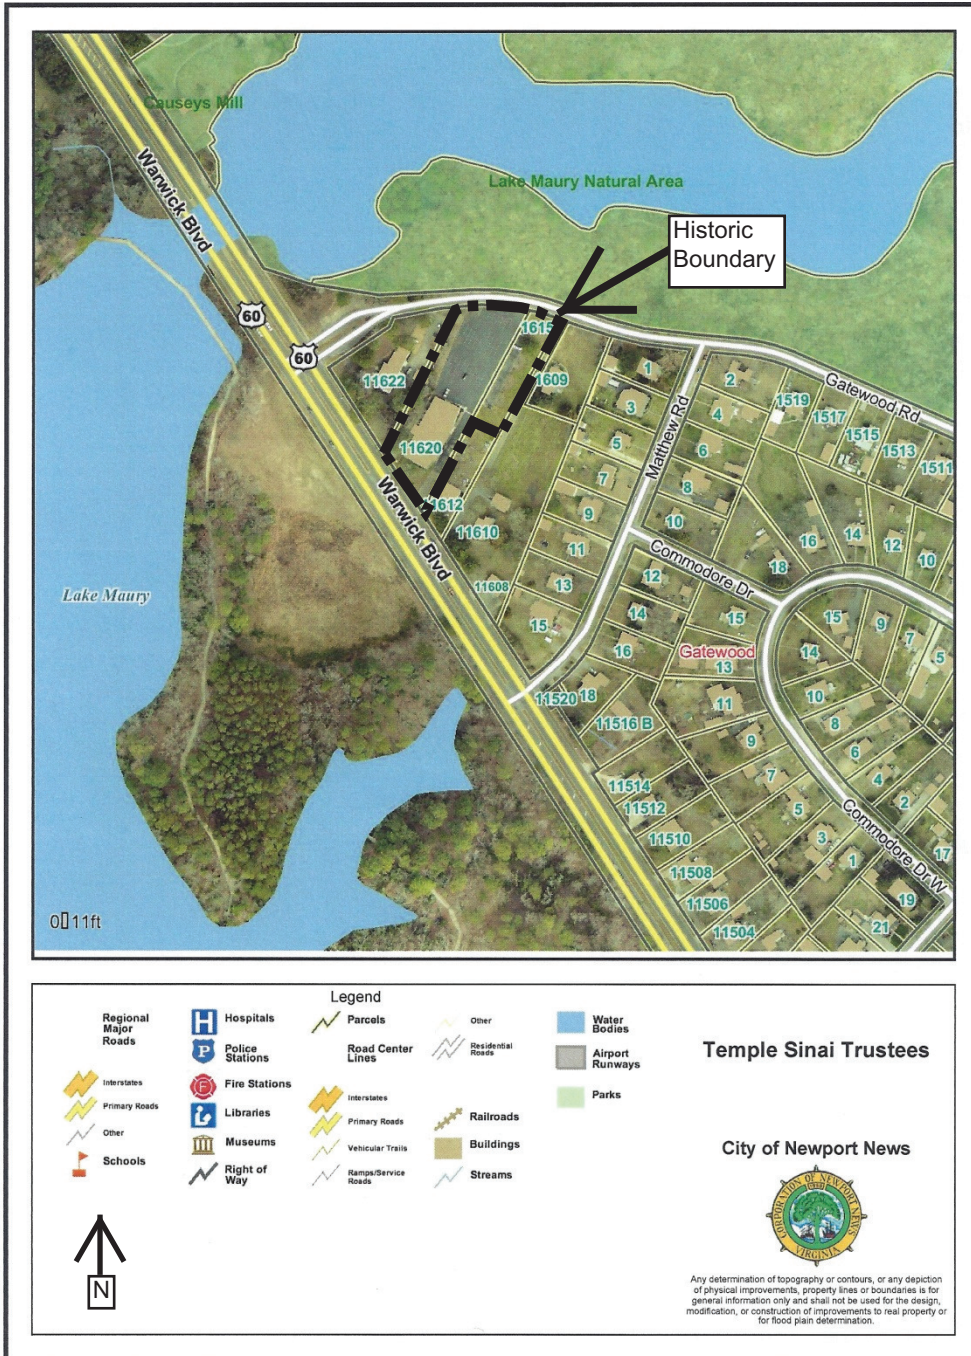 Causeys Mill
Warwick Blvd
Lake Maury Natural Area
Historic
Boundary
60
60
1615
11622
1609
1
2
Gatewood Rd
3
4
1519
1517
1515
1513
1511
11620
5
6
Matthew Rd
7
8
1612
Warwick Blvd
9
10
16
14
12
10
11610
11
Commodore Dr
18
11608
13
12
Lake Maury
15
14
15
15
9
7
5
16
Gatewood
13
14
11520
18
11
10
11516 B
9
8
6
7
4
11514
5
2
11512
3
Commodore Dr W
11510
1
17
11508
19
11506
21
11504
0▯11ft
Legend
Regional
Major
Roads
Interstates
Primary Roads
Other
Schools
H
Hospitals
P
Police
Stations
F
Fire Stations
Libraries
Museums
Right of
Way
Parcels
Road Center
Lines
Interstates
Primary Roads
Vehicular Trails
Ramps/Service
Roads
Other
Residential
Roads
Railroads
Buildings
Streams
Water
Bodies
Airport
Runways
Parks
Temple Sinai Trustees
City of Newport News
CORPORATION OF NEWPORT NEWS
VIRGINIA
N
Any determination of topography or contours, or any depiction
of physical improvements, property lines or boundaries is for
general information only and shall not be used for the design,
modification, or construction of improvements to real property or
for flood plain determination.